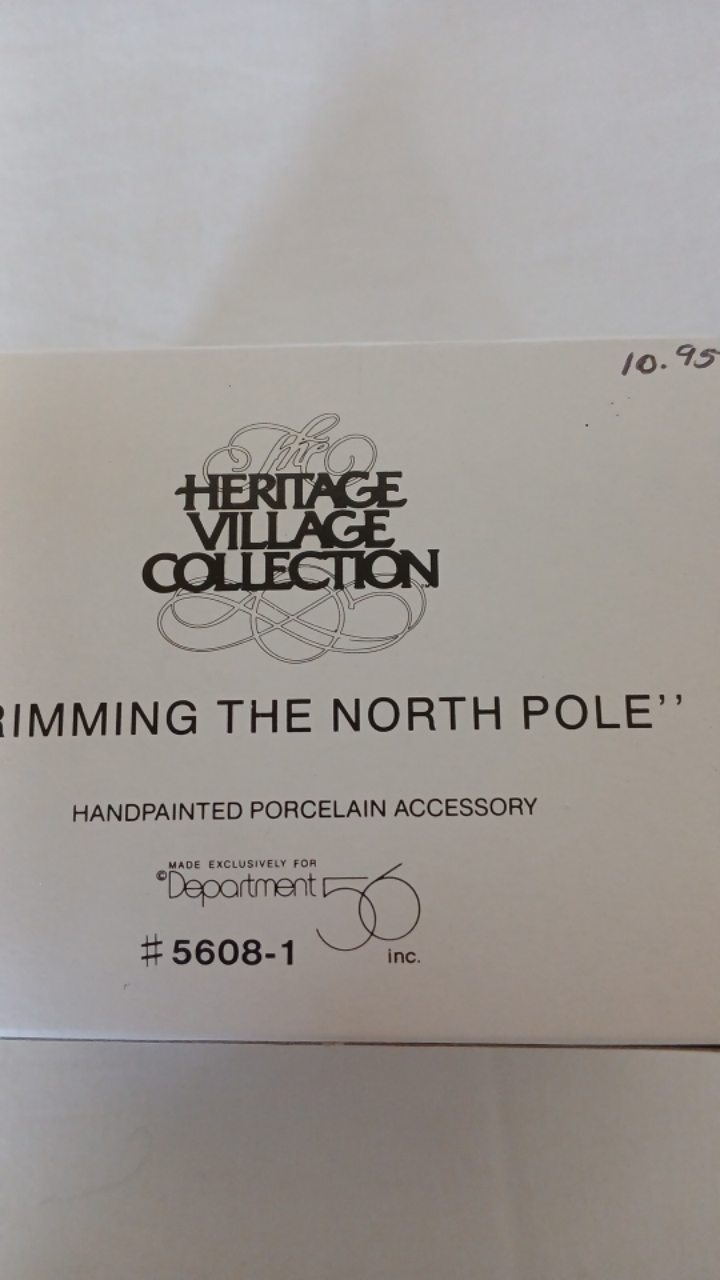 10.95
The
HERITAGE
VILLAGE
COLLECTION
RIMMING THE NORTH POLE’’
HANDPAINTED PORCELAIN ACCESSORY
MADE EXCLUSIVELY FOR
©Department 56
#5608-1
inc.